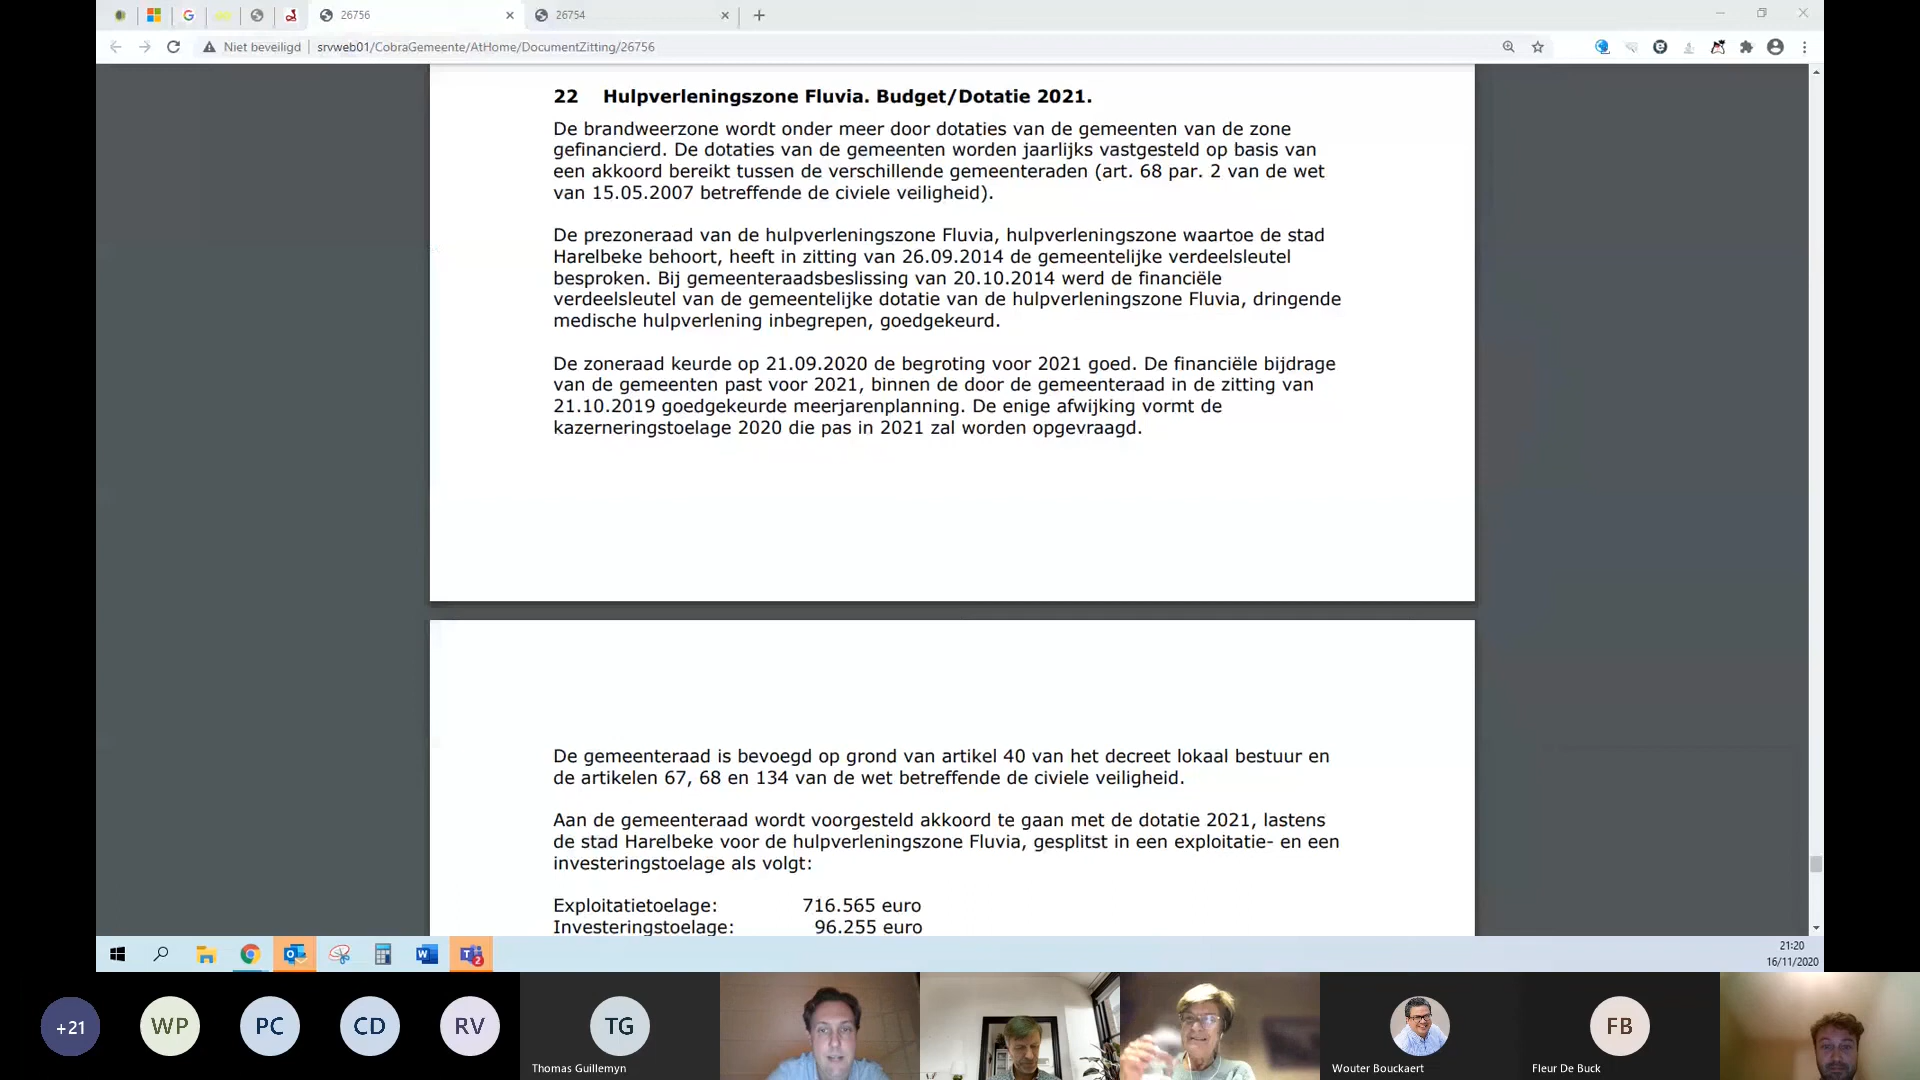 26756
26754
Niet beveiligd
srvweb01/CobraGemeente/AtHome/DocumentZitting/26756
22 Hulpverleningszone Fluvia. Budget/Dotatie 2021.
De brandweerzone wordt onder meer door dotaties van de gemeenten van de zone
gefinancierd. De dotaties van de gemeenten worden jaarlijks vastgesteld op basis van
een akkoord bereikt tussen de verschillende gemeenteraden (art. 68 par. 2 van de wet
van 15.05.2007 betreffende de civiele veiligheid).
De prezoneraad van de hulpverleningszone Fluvia, hulpverleningszone waartoe de stad
Harelbeke behoort, heeft in zitting van 26.09.2014 de gemeentelijke verdeelsleutel
besproken. Bij gemeenteraadsbeslissing van 20.10.2014 werd de financiële
verdeelsleutel van de gemeentelijke dotatie van de hulpverleningszone Fluvia, dringende
medische hulpverlening inbegrepen, goedgekeurd.
De zoneraad keurde op 21.09.2020 de begroting voor 2021 goed. De financiële bijdrage
van de gemeenten past voor 2021, binnen de door de gemeenteraad in de zitting van
21.10.2019 goedgekeurde meerjarenplanning. De enige afwijking vormt de
kazerneringstoelage 2020 die pas in 2021 zal worden opgevraagd.
De gemeenteraad is bevoegd op grond van artikel 40 van het decreet lokaal bestuur en
de artikelen 67, 68 en 134 van de wet betreffende de civiele veiligheid.
Aan de gemeenteraad wordt voorgesteld akkoord te gaan met de dotatie 2021, lastens
de stad Harelbeke voor de hulpverleningszone Fluvia, gesplitst in een exploitatie- en een
investeringstoelage als volgt:
Exploitatietoelage: 716.565 euro
Investeringstoelage: 96.255 euro
21:20
16/11/2020
+21
WP
PC
CD
RV
TG
Thomas Guillemyn
Wouter Bouckaert
FB
Fleur De Buck